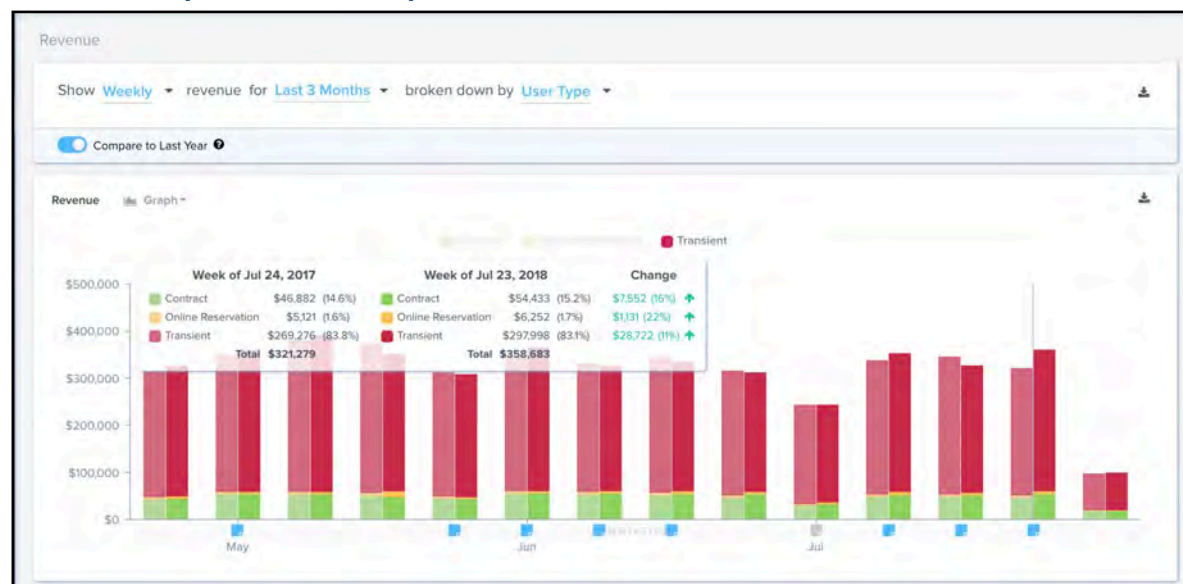 Revenue
Show Weekly revenue for Last 3 Months broken down by User Type
Compare to Last Year
Revenue Graph
Transient
Week of Jul 24, 2017 Week of Jul 23, 2018 Change
Contract $46,882 (14.6%) Contract $54,433 (15.2%) $7,552 (16%)
Online Reservation $5,121 (1.6%) Online Reservation $6,252 (1.7%) $1,131 (22%)
Transient $269,276 (83.8%) Transient $297,998 (83.1%) $28,722 (11%)
Total $321,279 Total $358,683
$500,000
$400,000
$300,000
$200,000
$100,000
$0
May Jun Jul